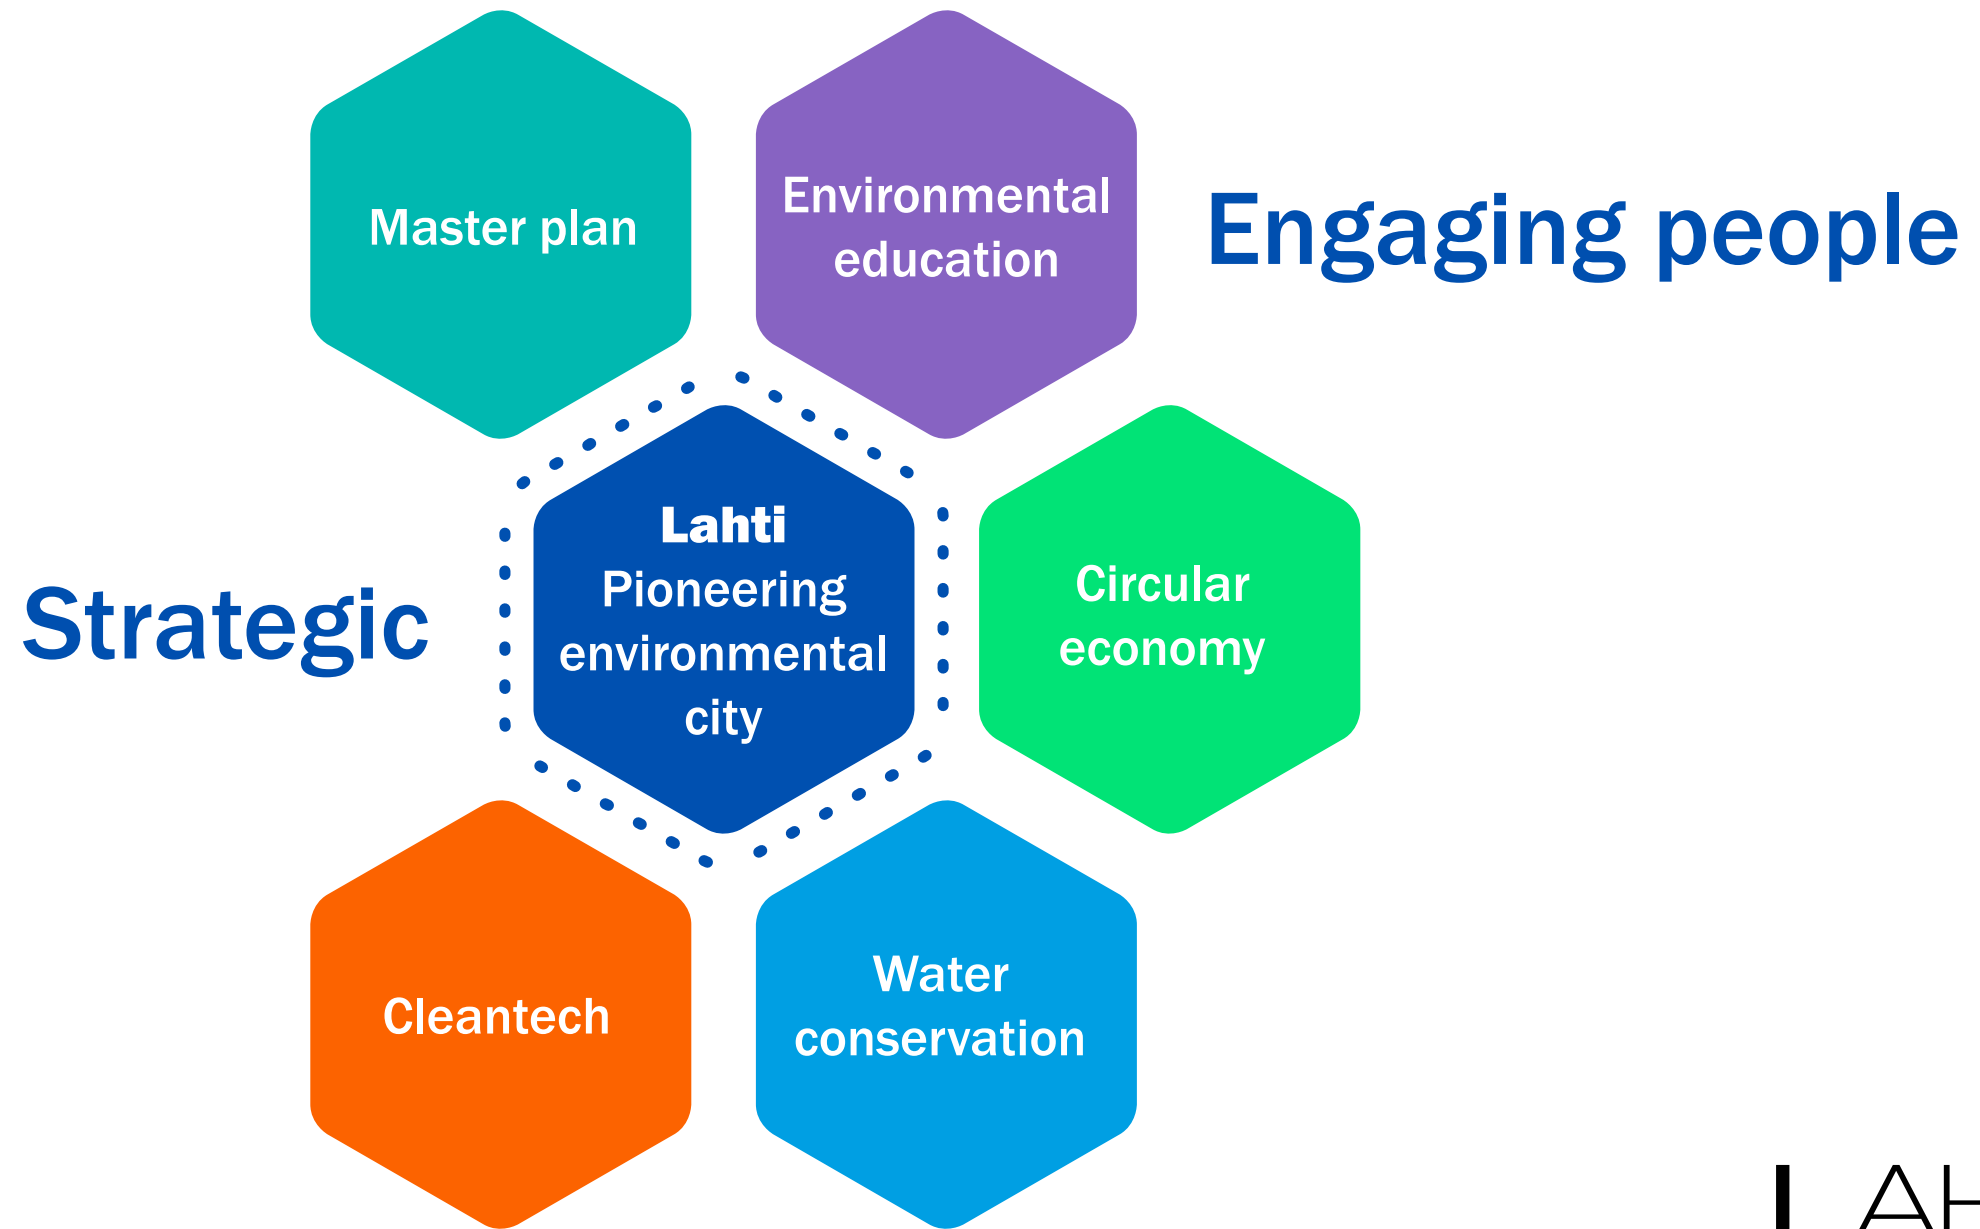 Master plan
Environmental
education
Engaging people
Strategic
Lahti
Pioneering
environmental
city
Circular
economy
Cleantech
Water
conservation